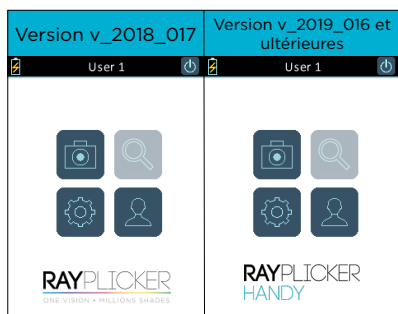 Version v_2018_017
Version v_2019_016 et
ultérieures
User 1
User 1
RAYPLICKER
ONE VISION • MILLIONS SHADES
RAYPLICKER
HANDY